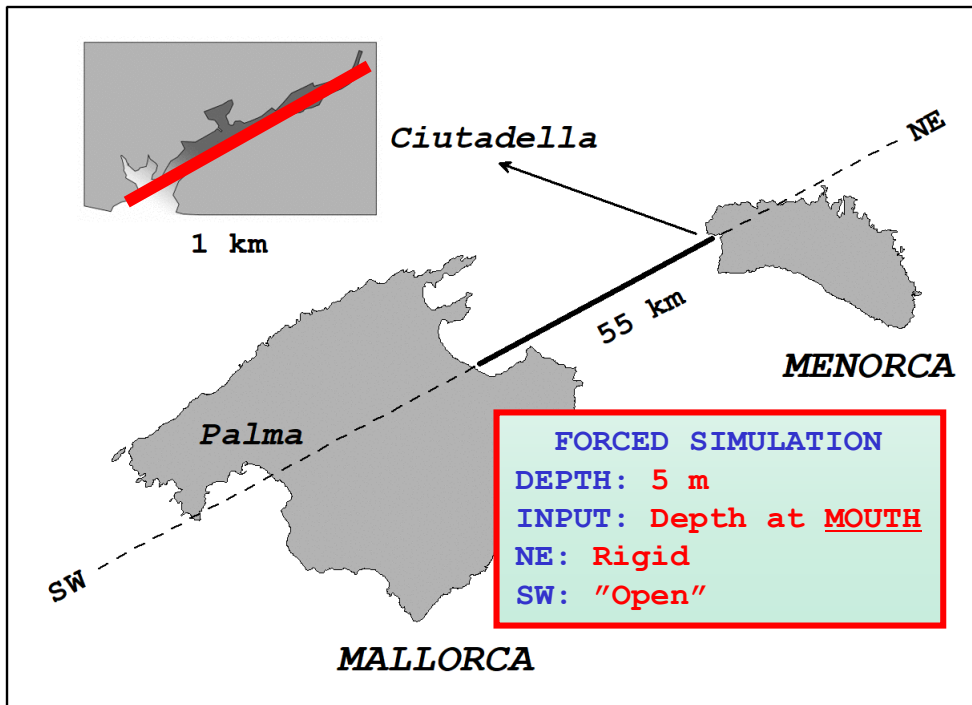 Ciutadella
NE
1 km
55 km
MENORCA
Palma
FORCED SIMULATION
DEPTH: 5 m
INPUT: Depth at MOUTH
NE: Rigid
SW: ”Open”
SW
MALLORCA